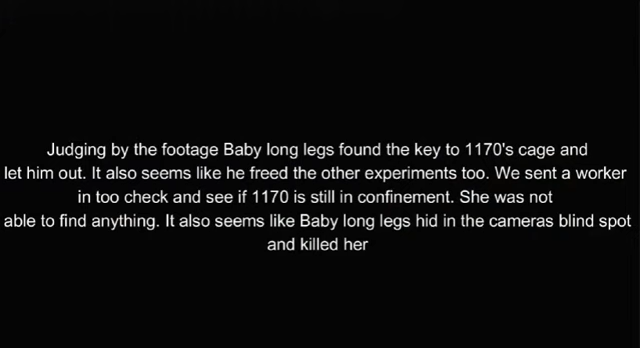 Judging by the footage Baby long legs found the key to 1170's cage and
let him out. It also seems like he freed the other experiments too. We sent a worker
in too check and see if 1170 is still in confinement. She was not
able to find anything. It also seems like Baby long legs hid in the cameras blind spot
and killed her